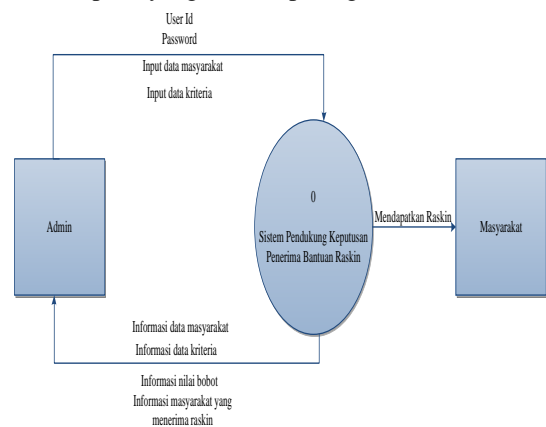 User Id
Password
Input data masyarakat
Input data kriteria
0
Sistem Pendukung Keputusan
Penerima Bantuan Raskin
Admin
Mendapatkan Raskin
Masyarakat
Informasi data masyarakat
Informasi data kriteria
Informasi nilai bobot
Informasi masyarakat yang
menerima raskin